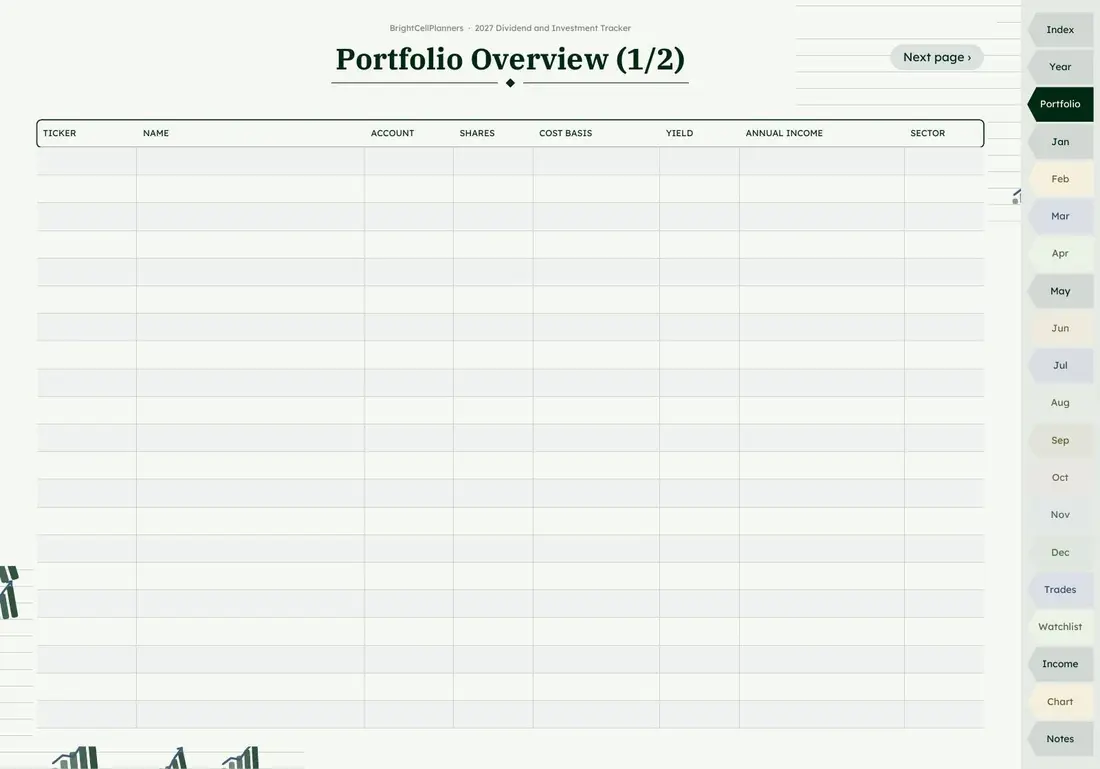 BrightCellPlanners - 2027 Dividend and Investment Tracker
Portfolio Overview (1/2)
Next page ›
TICKER NAME ACCOUNT SHARES COST BASIS YIELD ANNUAL INCOME SECTOR
Index
Year
Portfolio
Jan
Feb
Mar
Apr
May
Jun
Jul
Aug
Sep
Oct
Nov
Dec
Trades
Watchlist
Income
Chart
Notes